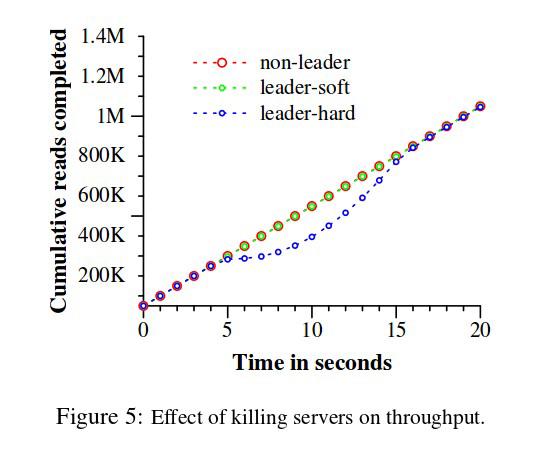 Cumulative reads completed
1.4M
1.2M
1M
800K
600K
400K
200K
non-leader
leader-soft
leader-hard
0 5 10 15 20
Time in seconds
Figure 5: Effect of killing servers on throughput.